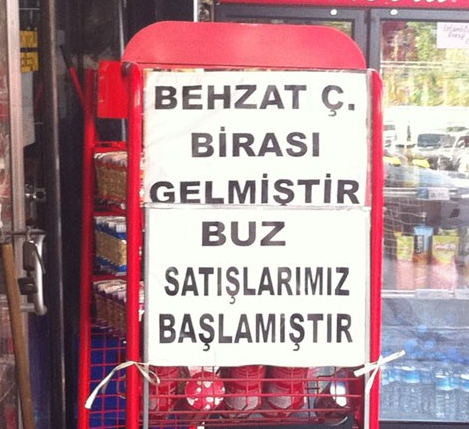 BEHZAT Ç.
BİRASI
GELMİŞTİR
BUZ
SATIŞLARIMIZ
BAŞLAMIŞTIR